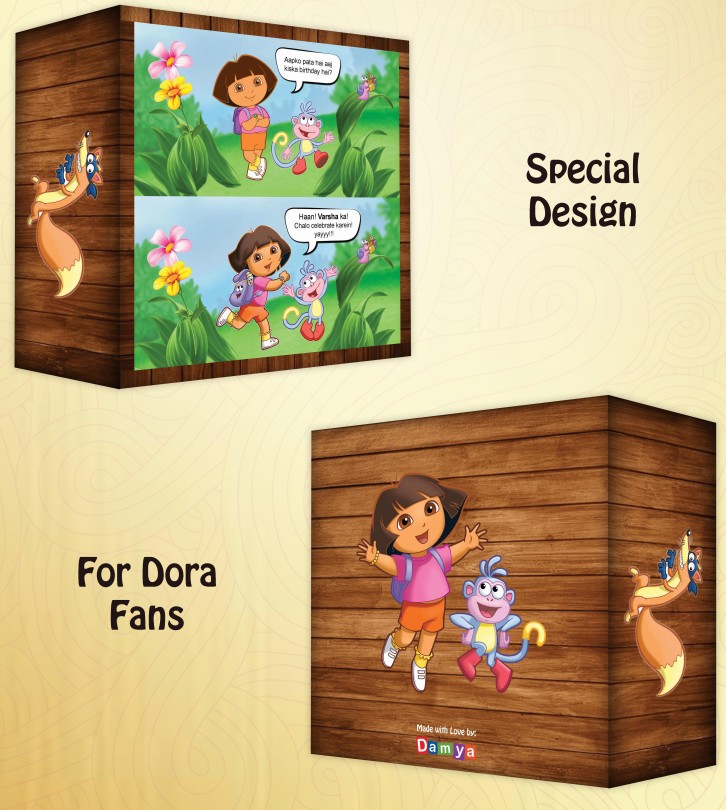 Aapko pata hai aaj
kiska birthday hai?
Special
Design
Haan! Varsha ka!
Chalo celebrate karein!
yayyy!!!
For Dora
Fans
Made with Love by:
Damya